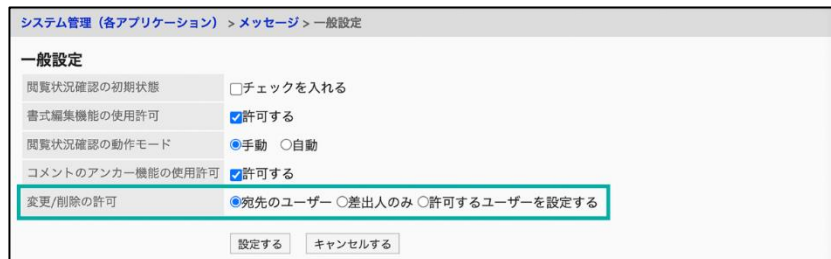 システム管理（各アプリケーション） > メッセージ > 一般設定
一般設定
閲覧状況確認の初期状態 チェックを入れる
書式編集機能の使用許可 許可する
閲覧状況確認の動作モード 手動 自動
コメントのアンカー機能の使用許可 許可する
変更/削除の許可 宛先のユーザー 差出人のみ 許可するユーザーを設定する
設定する キャンセルする